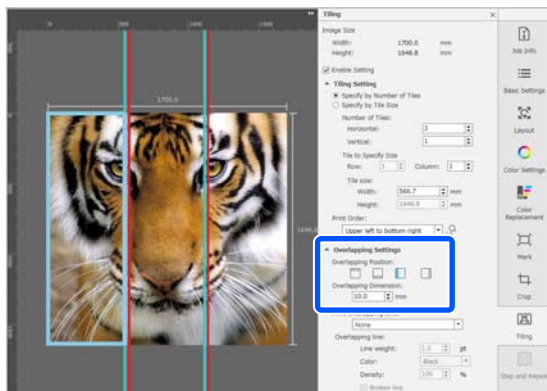 Tiling
Image Size
Width: 1700.0 mm
Height: 1646.8 mm
Enable Setting
Tiling Setting
Specify by Number of Tiles
Specify by Tile Size
Number of Tiles:
Horizontal: 3
Vertical: 1
Tile to Specify Size
Row: 1 Column: 1
Tile size:
Width: 566.7 mm
Height: 1646.8 mm
Print Order:
Upper left to bottom right
Overlapping Settings
Overlapping Position:
Overlapping Dimension:
10.0 mm
None
Overlapping line:
Line weight: 1.0 pt
Color: Black
Density: 100 %
Broken line
Job Info
Basic Settings
Layout
Color Settings
Color
Replacement
Mark
Crop
Tiling
Step and Repeat
0
500
1000
1500
1700.0
1646.8